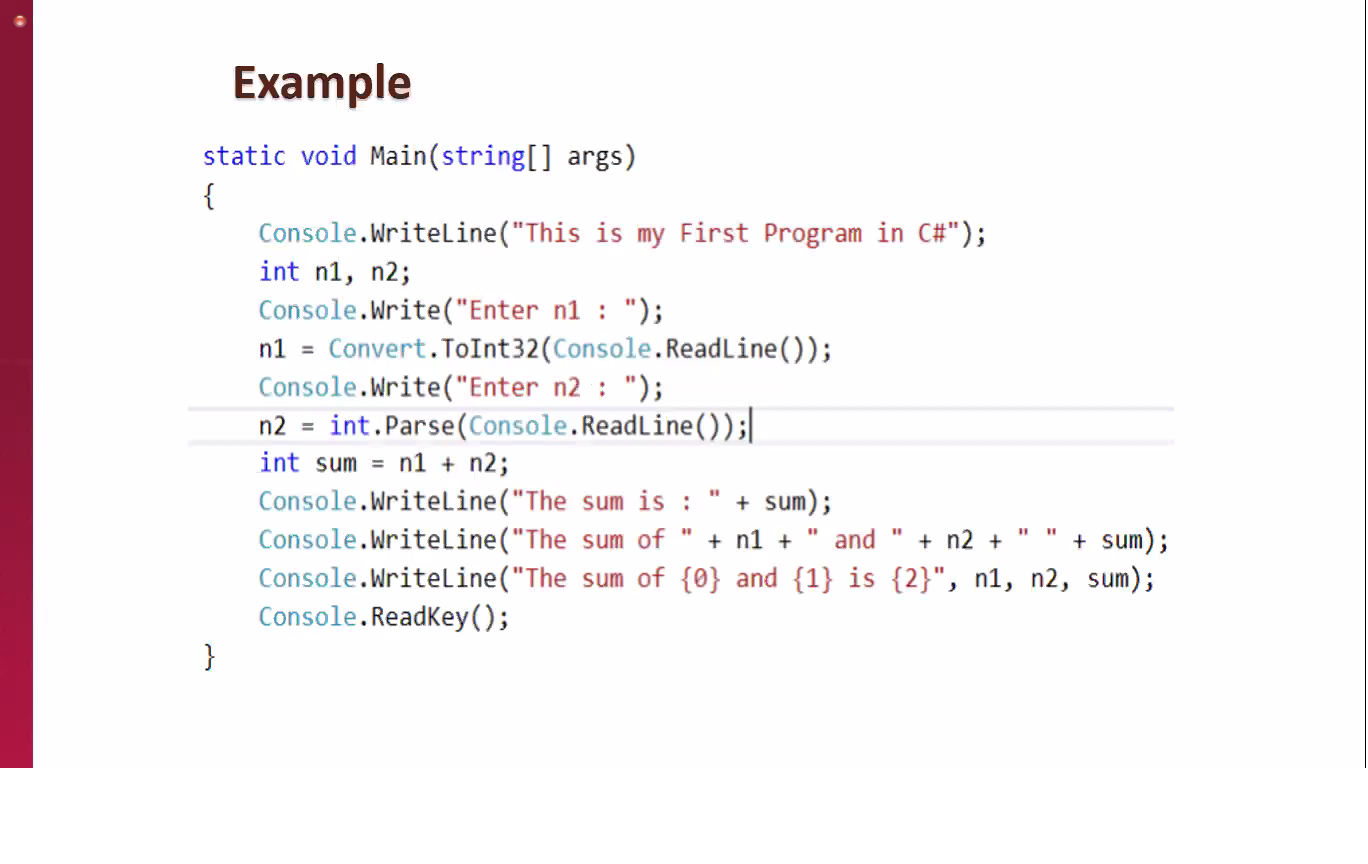 Example
static void Main(string[] args)
{
Console.WriteLine("This is my First Program in C#");
int n1, n2;
Console.Write("Enter n1 : ");
n1 = Convert.ToInt32(Console.ReadLine());
Console.Write("Enter n2 : ");
n2 = int.Parse(Console.ReadLine());
int sum = n1 + n2;
Console.WriteLine("The sum is : " + sum);
Console.WriteLine("The sum of " + n1 + " and " + n2 + " " + sum);
Console.WriteLine("The sum of {0} and {1} is {2}", n1, n2, sum);
Console.ReadKey();
}